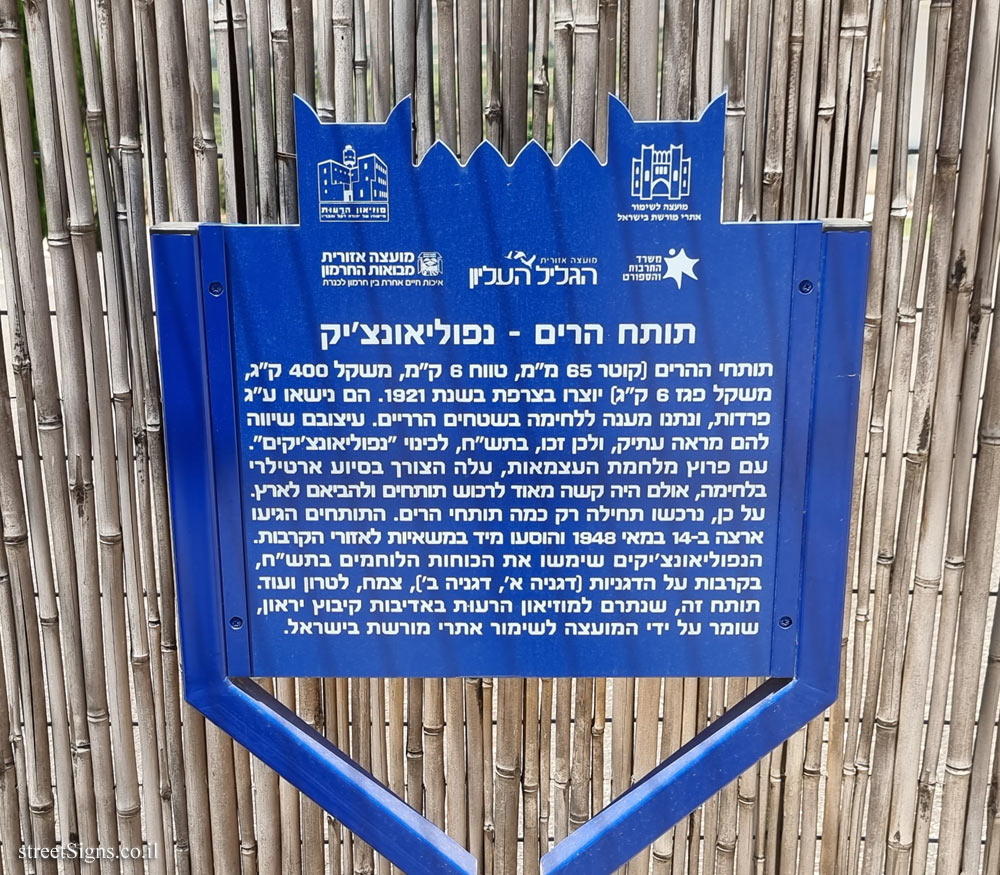 מוזיאון הרעות
מועצה לשימור
אתרי מורשת בישראל
משרד
התרבות
והספורט
מועצה אזורית
הגליל העליון
מועצה אזורית
מבואות החרמון
איכות חיים אחרת בין חרמון לכנרת
תותח הרים - נפוליאונצ'יק
תותחי ההרים (קוטר 65 מ"מ, טווח 6 ק"מ, משקל 400 ק"ג,
משקל פגז 6 ק"ג) יוצרו בצרפת בשנת 1921. הם נישאו ע"ג
פרדות, ונתנו מענה ללחימה בשטחים הרריים. עיצובם שיווה
להם מראה עתיק, ולכן זכו, בתש"ח, לכינוי "נפוליאונצ'יקים".
עם פרוץ מלחמת העצמאות, עלה הצורך בסיוע ארטילרי
בלחימה, אולם היה קשה מאוד לרכוש תותחים ולהביאם לארץ.
על כן, נרכשו תחילה רק כמה תותחי הרים. התותחים הגיעו
ארצה ב-14 במאי 1948 והוסעו מיד במשאיות לאזורי הקרבות.
הנפוליאונצ'יקים שימשו את הכוחות הלוחמים בתש"ח,
בקרבות על הדגניות (דגניה א', דגניה ב'), צמח, לטרון ועוד.
תותח זה, שנתרם למוזיאון הרעות באדיבות קיבוץ יראון,
שומר על ידי המועצה לשימור אתרי מורשת בישראל.
streetSigns.co.il